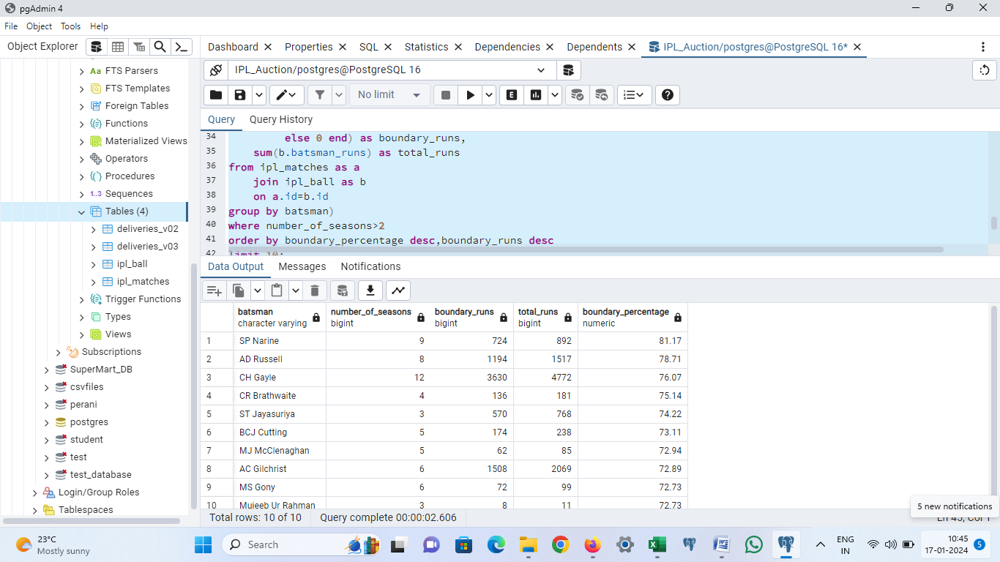 pgAdmin 4
File Object Tools Help
Object Explorer
Dashboard Properties SQL Statistics Dependencies Dependents IPL_Auction/postgres@PostgreSQL 16*
FTS Parsers
FTS Templates
Foreign Tables
Functions
Materialized Views
Operators
Procedures
1..3 Sequences
Tables (4)
deliveries_v02
deliveries_v03
ipl_ball
ipl_matches
Trigger Functions
Types
Views
Subscriptions
SuperMart_DB
csvfiles
perani
postgres
student
test
test_database
Login/Group Roles
Tablespaces
IPL_Auction/postgres@PostgreSQL 16
No limit
E
Query Query History
34 else 0 end) as boundary_runs,
35 sum(b.batsman_runs) as total_runs
36 from ipl_matches as a
37 join ipl_ball as b
38 on a.id=b.id
39 group by batsman)
40 where number_of_seasons>2
41 order by boundary_percentage desc,boundary_runs desc
42 limit 10;
Data Output Messages Notifications
batsman number_of_seasons boundary_runs total_runs boundary_percentage
character varying bigint bigint bigint numeric
1 SP Narine 9 724 892 81.17
2 AD Russell 8 1194 1517 78.71
3 CH Gayle 12 3630 4772 76.07
4 CR Brathwaite 4 136 181 75.14
5 ST Jayasuriya 3 570 768 74.22
6 BCJ Cutting 5 174 238 73.11
7 MJ McClenaghan 5 62 85 72.94
8 AC Gilchrist 6 1508 2069 72.89
9 MS Gony 6 72 99 72.73
10 Mujeeb Ur Rahman 3 8 11 72.73
Total rows: 10 of 10 Query complete 00:00:02.606
5 new notifications
23°C
Mostly sunny
Search
ENG
IN
10:45
17-01-2024
5